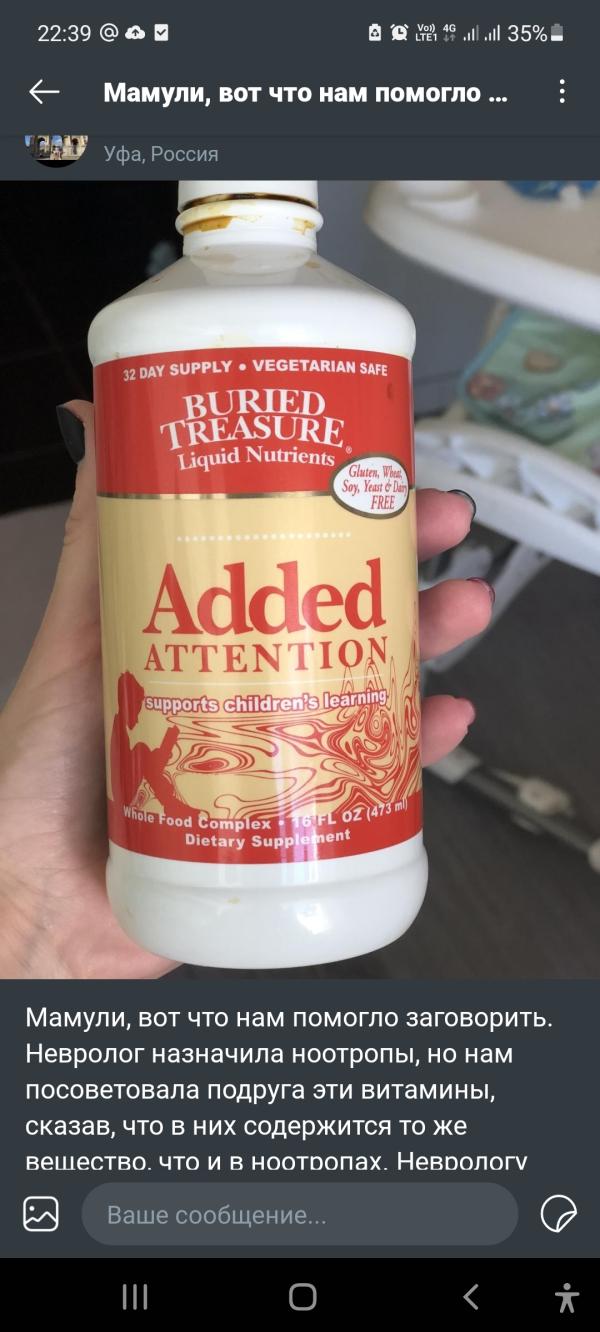 22:39
Vo)) LTE1 4G 35%
Мамули, вот что нам помогло ...
Уфа, Россия
32 DAY SUPPLY • VEGETARIAN SAFE
BURIED
TREASURE®
Liquid Nutrients
Gluten, Wheat,
Soy, Yeast & Dairy
FREE
Added
ATTENTION
supports children's learning
Whole Food Complex • 16 FL OZ (473 ml)
Dietary Supplement
Мамули, вот что нам помогло заговорить.
Невролог назначила ноотропы, но нам
посоветовала подруга эти витамины,
сказав, что в них содержится то же
вещество, что и в ноотропах. Неврологу
Ваше сообщение...